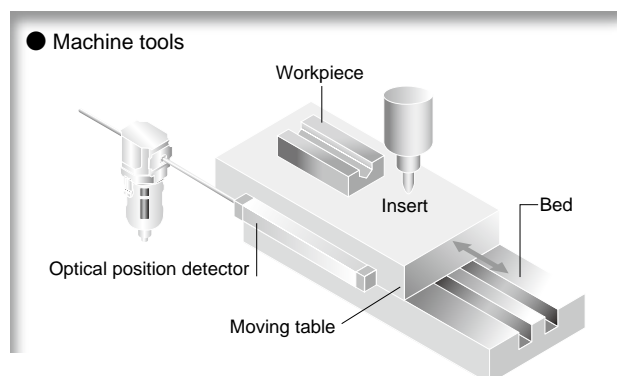 ● Machine tools
Workpiece
Insert
Bed
Optical position detector
Moving table